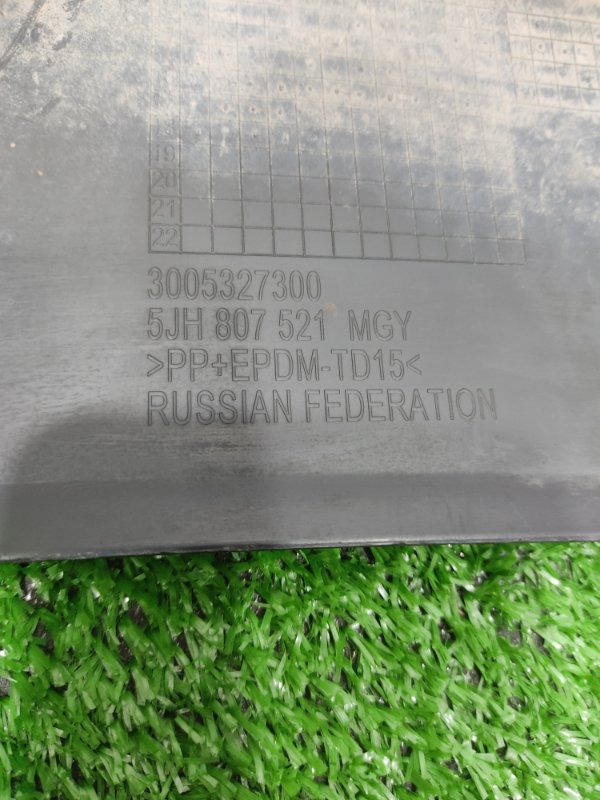 19
20
21
22
3005327300
5JH 807 521 MGY
>PP+EPDM-TD15<
RUSSIAN FEDERATION